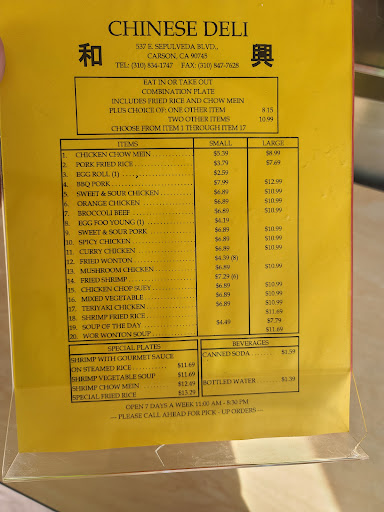 CHINESE DELI
和 興
537 E. SEPULVEDA BLVD.,
CARSON, CA 90745
TEL: (310) 834-1747 FAX: (310) 847-7628
EAT IN OR TAKE OUT
COMBINATION PLATE
INCLUDES FRIED RICE AND CHOW MEIN
PLUS CHOICE OF: ONE OTHER ITEM 8.15
TWO OTHER ITEMS 10.99
CHOOSE FROM ITEM 1 THROUGH ITEM 17
ITEMS SMALL LARGE
1. CHICKEN CHOW MEIN $5.39 $8.99
2. PORK FRIED RICE $3.79 $7.69
3. EGG ROLL (1) $2.59
4. BBQ PORK $7.99 $12.99
5. SWEET & SOUR CHICKEN $6.89 $10.99
6. ORANGE CHICKEN $6.89 $10.99
7. BROCCOLI BEEF $6.89 $10.99
8. EGG FOO YOUNG (1) $4.19
9. SWEET & SOUR PORK $6.89 $10.99
10. SPICY CHICKEN $6.89 $10.99
11. CURRY CHICKEN $6.89 $10.99
12. FRIED WONTON $4.39 (8)
13. MUSHROOM CHICKEN $6.89 $10.99
14. FRIED SHRIMP $7.29 (6)
15. CHICKEN CHOP SUEY $6.89 $10.99
16. MIXED VEGETABLE $6.89 $10.99
17. TERIYAKI CHICKEN $6.89 $10.99
18. SHRIMP FRIED RICE $11.69
19. SOUP OF THE DAY $4.49 $7.79
20. WOR WONTON SOUP $11.69
SPECIAL PLATES
SHRIMP WITH GOURMET SAUCE
ON STEAMED RICE $11.69
SHRIMP VEGETABLE SOUP $11.69
SHRIMP CHOW MEIN $12.49
SPECIAL FRIED RICE $13.29
BEVERAGES
CANNED SODA $1.59
BOTTLED WATER $1.39
OPEN 7 DAYS A WEEK 11:00 AM - 8:30 PM
--- PLEASE CALL AHEAD FOR PICK - UP ORDERS ---